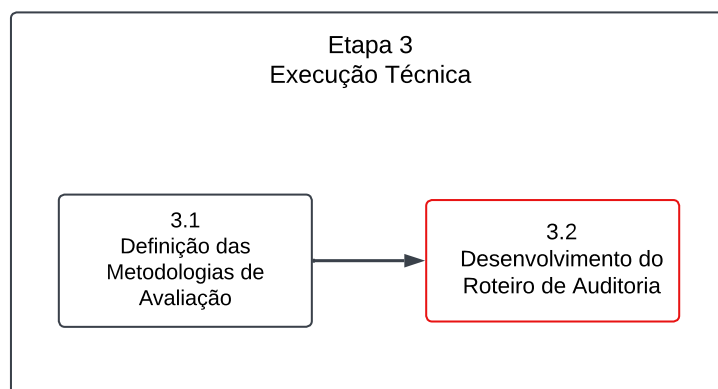 Etapa 3
Execução Técnica
3.1
Definição das
Metodologias de
Avaliação
3.2
Desenvolvimento do
Roteiro de Auditoria